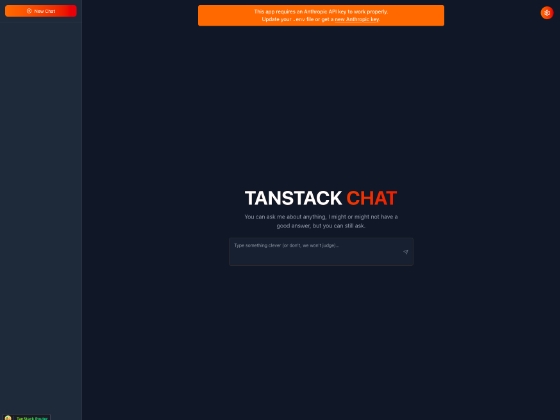 New Chat
This app requires an Anthropic API key to work properly.
Update your .env file or get a new Anthropic key.
TANSTACK CHAT
You can ask me about anything, I might or might not have a
good answer, but you can still ask.
Type something clever (or don't, we won't judge)...
TanStack Router